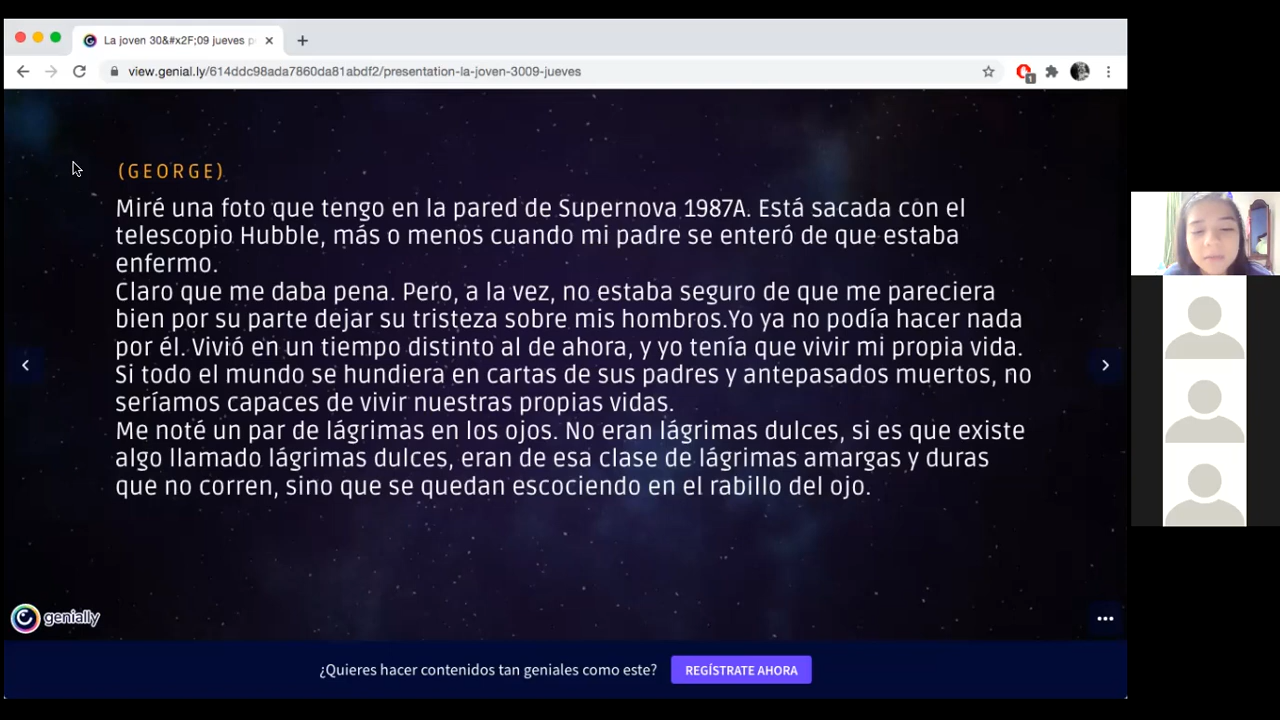 La joven 30&#x2F;09 jueves p
view.genial.ly/614ddc98ada7860da81abdf2/presentation-la-joven-3009-jueves
1
(GEORGE)
Miré una foto que tengo en la pared de Supernova 1987A. Está sacada con el
telescopio Hubble, más o menos cuando mi padre se enteró de que estaba
enfermo.
Claro que me daba pena. Pero, a la vez, no estaba seguro de que me pareciera
bien por su parte dejar su tristeza sobre mis hombros.Yo ya no podía hacer nada
por él. Vivió en un tiempo distinto al de ahora, y yo tenía que vivir mi propia vida.
Si todo el mundo se hundiera en cartas de sus padres y antepasados muertos, no
seríamos capaces de vivir nuestras propias vidas.
Me noté un par de lágrimas en los ojos. No eran lágrimas dulces, si es que existe
algo llamado lágrimas dulces, eran de esa clase de lágrimas amargas y duras
que no corren, sino que se quedan escociendo en el rabillo del ojo.
genially
¿Quieres hacer contenidos tan geniales como este? REGÍSTRATE AHORA